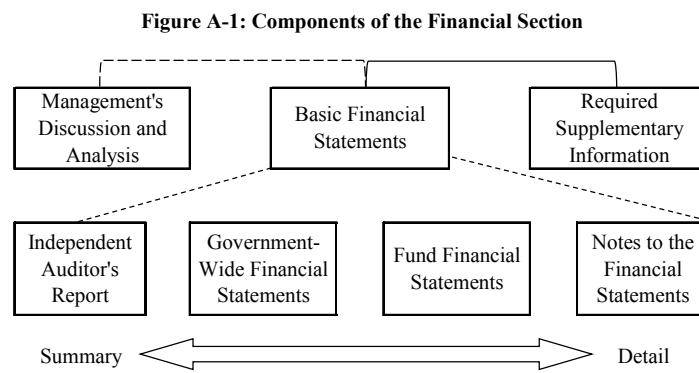 Figure A-1: Components of the Financial Section
Management's
Discussion and
Analysis
Basic Financial
Statements
Required
Supplementary
Information
Independent
Auditor's
Report
Government-
Wide Financial
Statements
Fund Financial
Statements
Notes to the
Financial
Statements
Summary
Detail